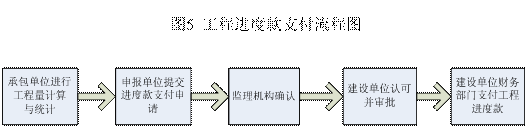 图5 工程进度款支付流程图
承包单位进行
工程量计算
与统计
申报单位提交
进度款支付申
请
监理机构确认
建设单位认可
并审批
建设单位财务
部门支付工程
进度款